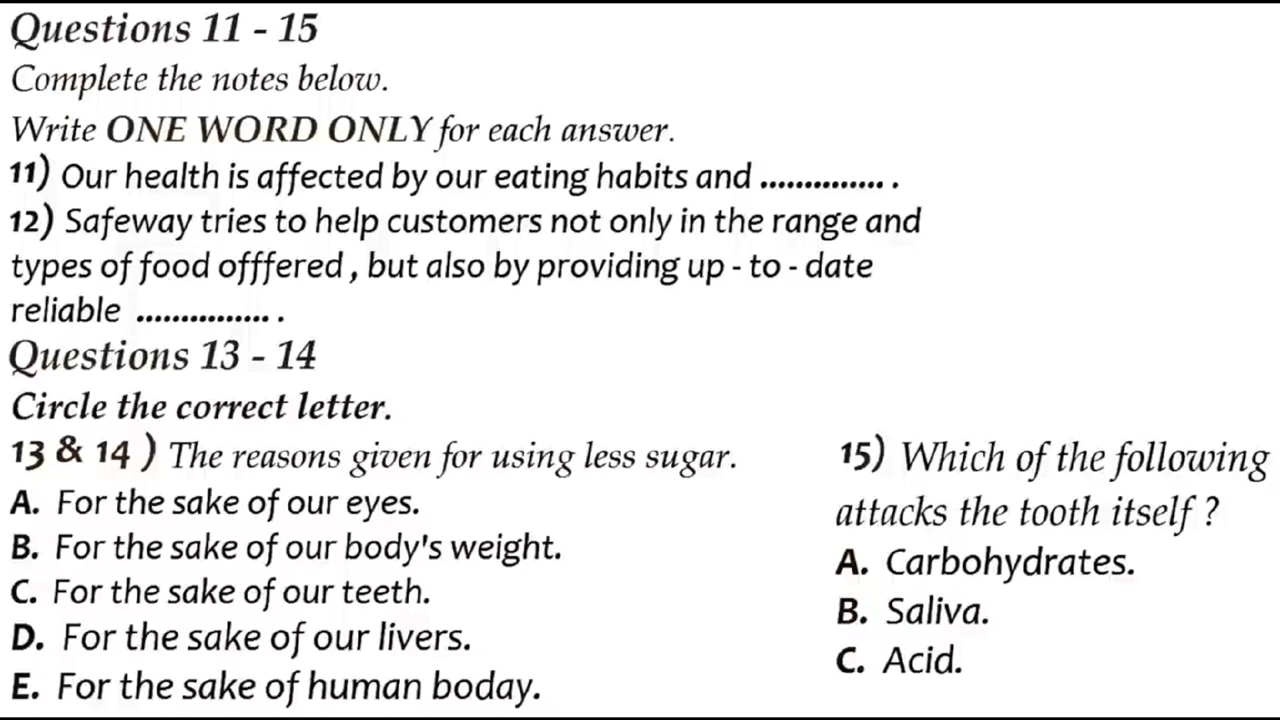 Questions 11 - 15
Complete the notes below.
Write ONE WORD ONLY for each answer.
11) Our health is affected by our eating habits and .............. .
12) Safeway tries to help customers not only in the range and
types of food offfered , but also by providing up - to - date
reliable ............... .
Questions 13 - 14
Circle the correct letter.
13 & 14 ) The reasons given for using less sugar.
A. For the sake of our eyes.
B. For the sake of our body's weight.
C. For the sake of our teeth.
D. For the sake of our livers.
E. For the sake of human boday.
15) Which of the following
attacks the tooth itself ?
A. Carbohydrates.
B. Saliva.
C. Acid.